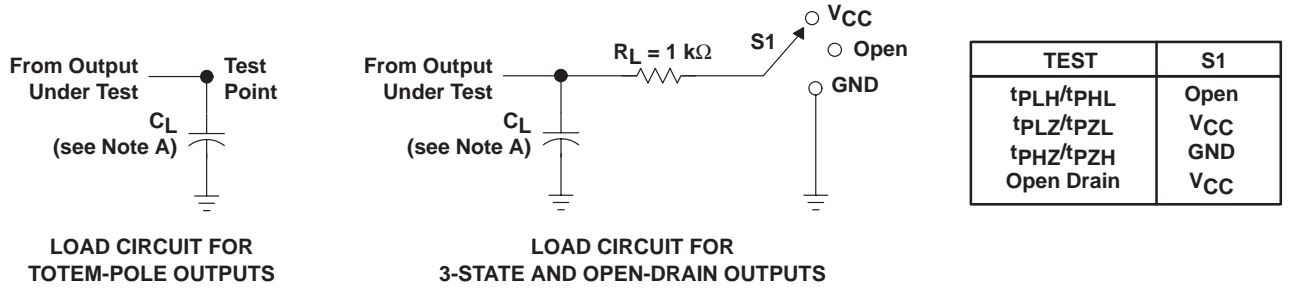 From Output
Under Test
Test
Point
CL
(see Note A)
LOAD CIRCUIT FOR
TOTEM-POLE OUTPUTS
From Output
Under Test
RL = 1 kΩ
S1
VCC
Open
GND
CL
(see Note A)
LOAD CIRCUIT FOR
3-STATE AND OPEN-DRAIN OUTPUTS
TEST S1
tPLH/tPHL Open
tPLZ/tPZL VCC
tPHZ/tPZH GND
Open Drain VCC